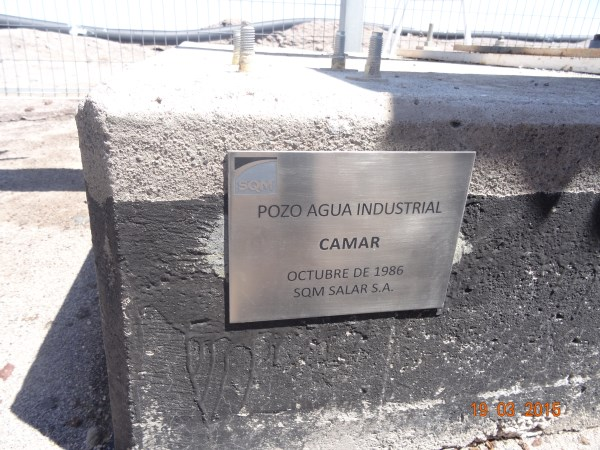 SQM
POZO AGUA INDUSTRIAL
CAMAR
OCTUBRE DE 1986
SQM SALAR S.A.
19 03 2015